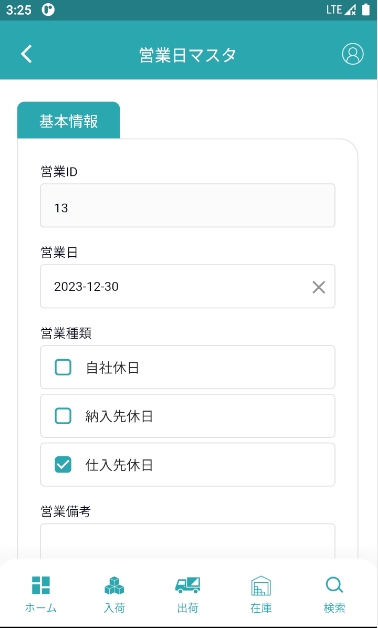 3:25
LTE
営業日マスタ
基本情報
営業ID
13
営業日
2023-12-30
営業種類
自社休日
納入先休日
仕入先休日
営業備考
ホーム
入荷
出荷
在庫
検索